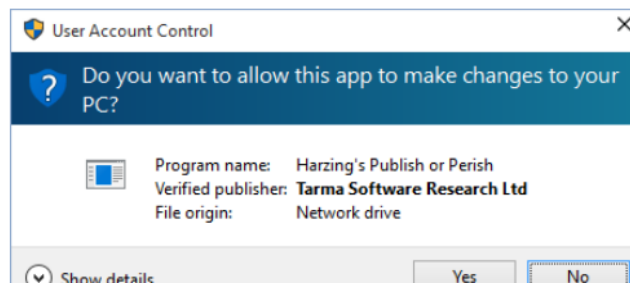 User Account Control
Do you want to allow this app to make changes to your
PC?
Program name: Harzing's Publish or Perish
Verified publisher: Tarma Software Research Ltd
File origin: Network drive
Show details
Yes No